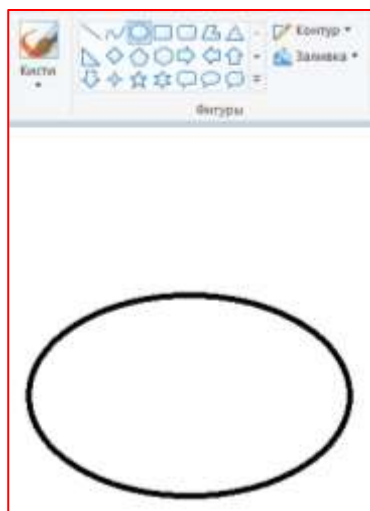 Контур
Заливка
Кисти
Фигуры